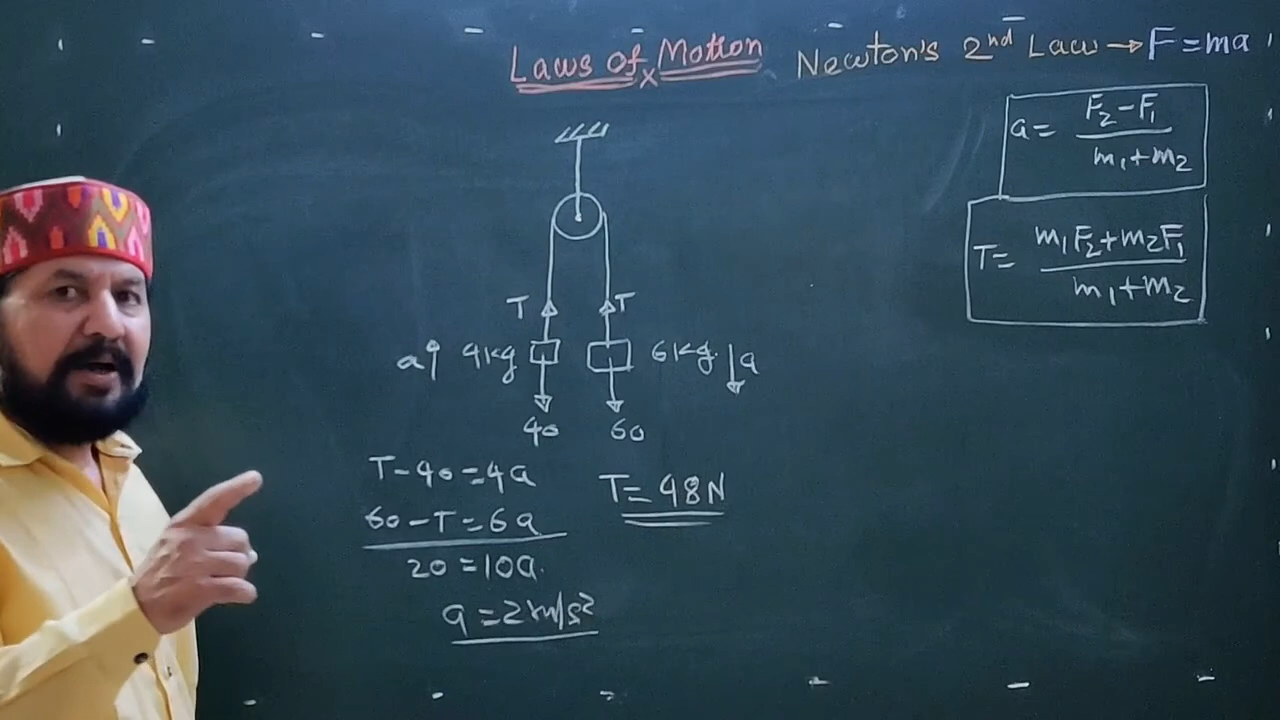 Laws of Motion
Newton's 2nd Law → F = ma
x
a = F₂ - F₁ / m₁ + m₂
T = m₁F₂ + m₂F₁ / m₁ + m₂
T T
a 4kg 6kg. a
40 60
T - 40 = 4a
60 - T = 6a
20 = 10a.
a = 2 m/s²
T = 48N